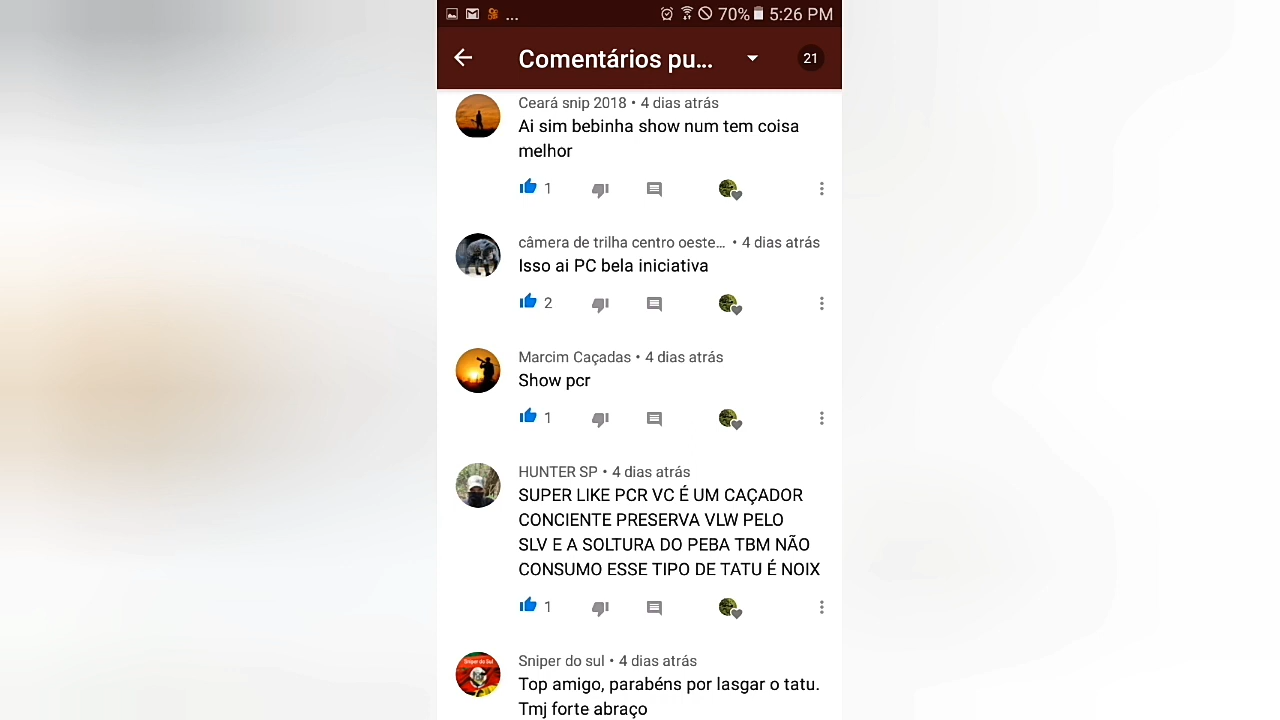 ... 70% 5:26 PM
Comentários pu... 21
Ceará snip 2018 • 4 dias atrás
Ai sim bebinha show num tem coisa
melhor
1
câmera de trilha centro oeste... • 4 dias atrás
Isso ai PC bela iniciativa
2
Marcim Caçadas • 4 dias atrás
Show pcr
1
HUNTER SP • 4 dias atrás
SUPER LIKE PCR VC É UM CAÇADOR
CONCIENTE PRESERVA VLW PELO
SLV E A SOLTURA DO PEBA TBM NÃO
CONSUMO ESSE TIPO DE TATU É NOIX
1
Sniper do Sul
Sniper do sul • 4 dias atrás
Top amigo, parabéns por lasgar o tatu.
Tmj forte abraço